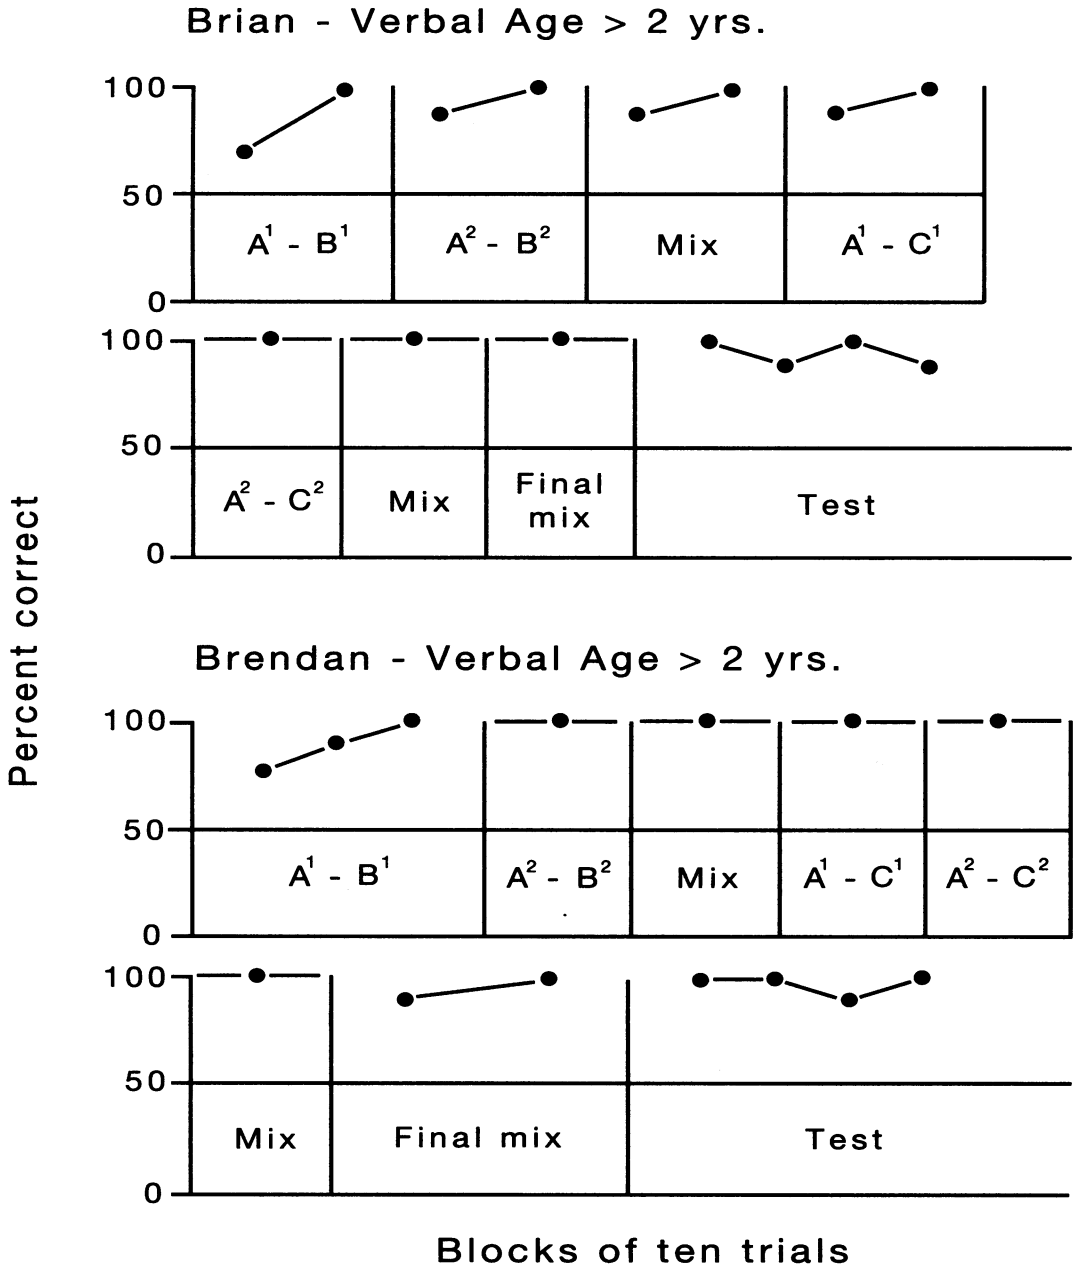 Brian - Verbal Age > 2 yrs.
100
50
0
A¹ - B¹
A² - B²
Mix
A¹ - C¹
100
50
0
A² - C²
Mix
Final
mix
Test
Percent correct
Brendan - Verbal Age > 2 yrs.
100
50
0
A¹ - B¹
A² - B²
Mix
A¹ - C¹
A² - C²
100
50
0
Mix
Final mix
Test
Blocks of ten trials